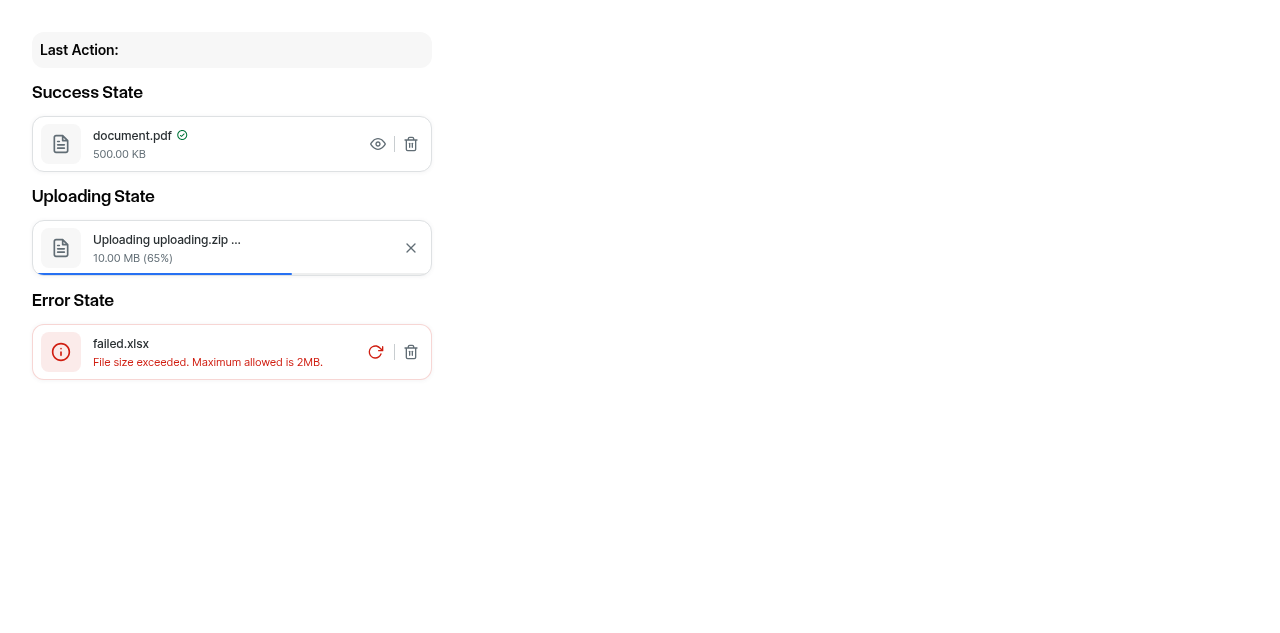 Last Action:
Success State
document.pdf
500.00 KB
Uploading State
Uploading uploading.zip ...
10.00 MB (65%)
Error State
failed.xlsx
File size exceeded. Maximum allowed is 2MB.